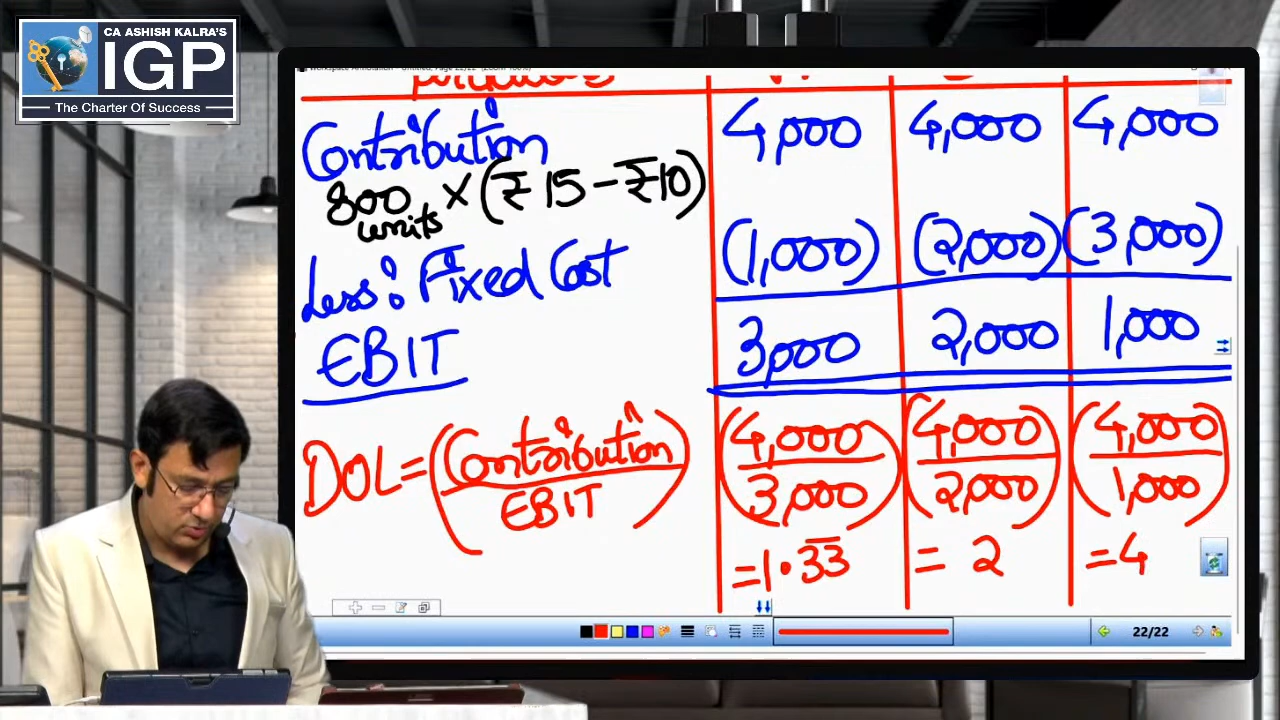 CA ASHISH KALRA'S
IGP
The Charter Of Success
Contribution 4,000 4,000 4,000
800 units × (₹ 15 − ₹ 10)
Less: Fixed Cost (1,000) (2,000) (3,000)
EBIT 3,000 2,000 1,000
DOL = (Contribution / EBIT) (4,000 / 3,000) (4,000 / 2,000) (4,000 / 1,000)
= 1.3̅3̅ = 2 = 4
22/22